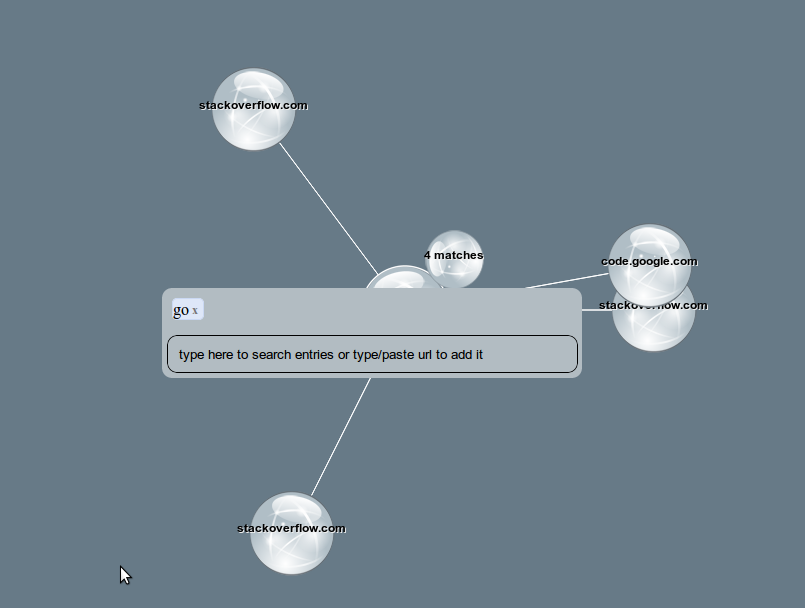 stackoverflow.com
4 matches
code.google.com
stackoverflow.com
go x
type here to search entries or type/paste url to add it
stackoverflow.com